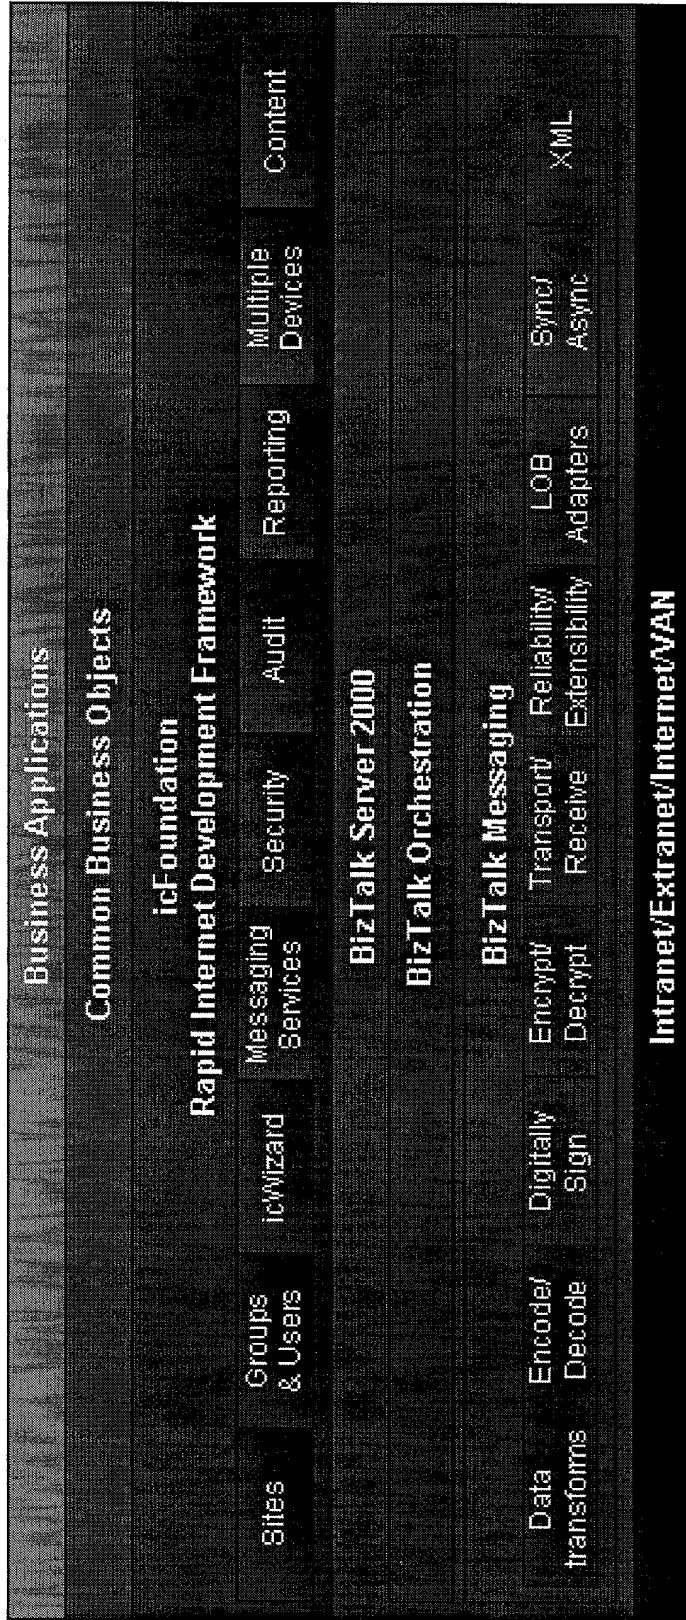 Business Applications
Common Business Objects
icFoundation
Rapid Internet Development Framework
Sites
Groups
& Users
icWizard
Messaging
Services
Security
Audit
Reporting
Multiple
Devices
Content
BizTalk Server 2000
BizTalk Orchestration
BizTalk Messaging
Data
transforms
Encode/
Decode
Digitally
Sign
Encrypt/
Decrypt
Transport/
Receive
Reliability/
Extensibility
LOB
Adapters
Sync/
Async
XML
Intranet/Extranet/Internet/VAN